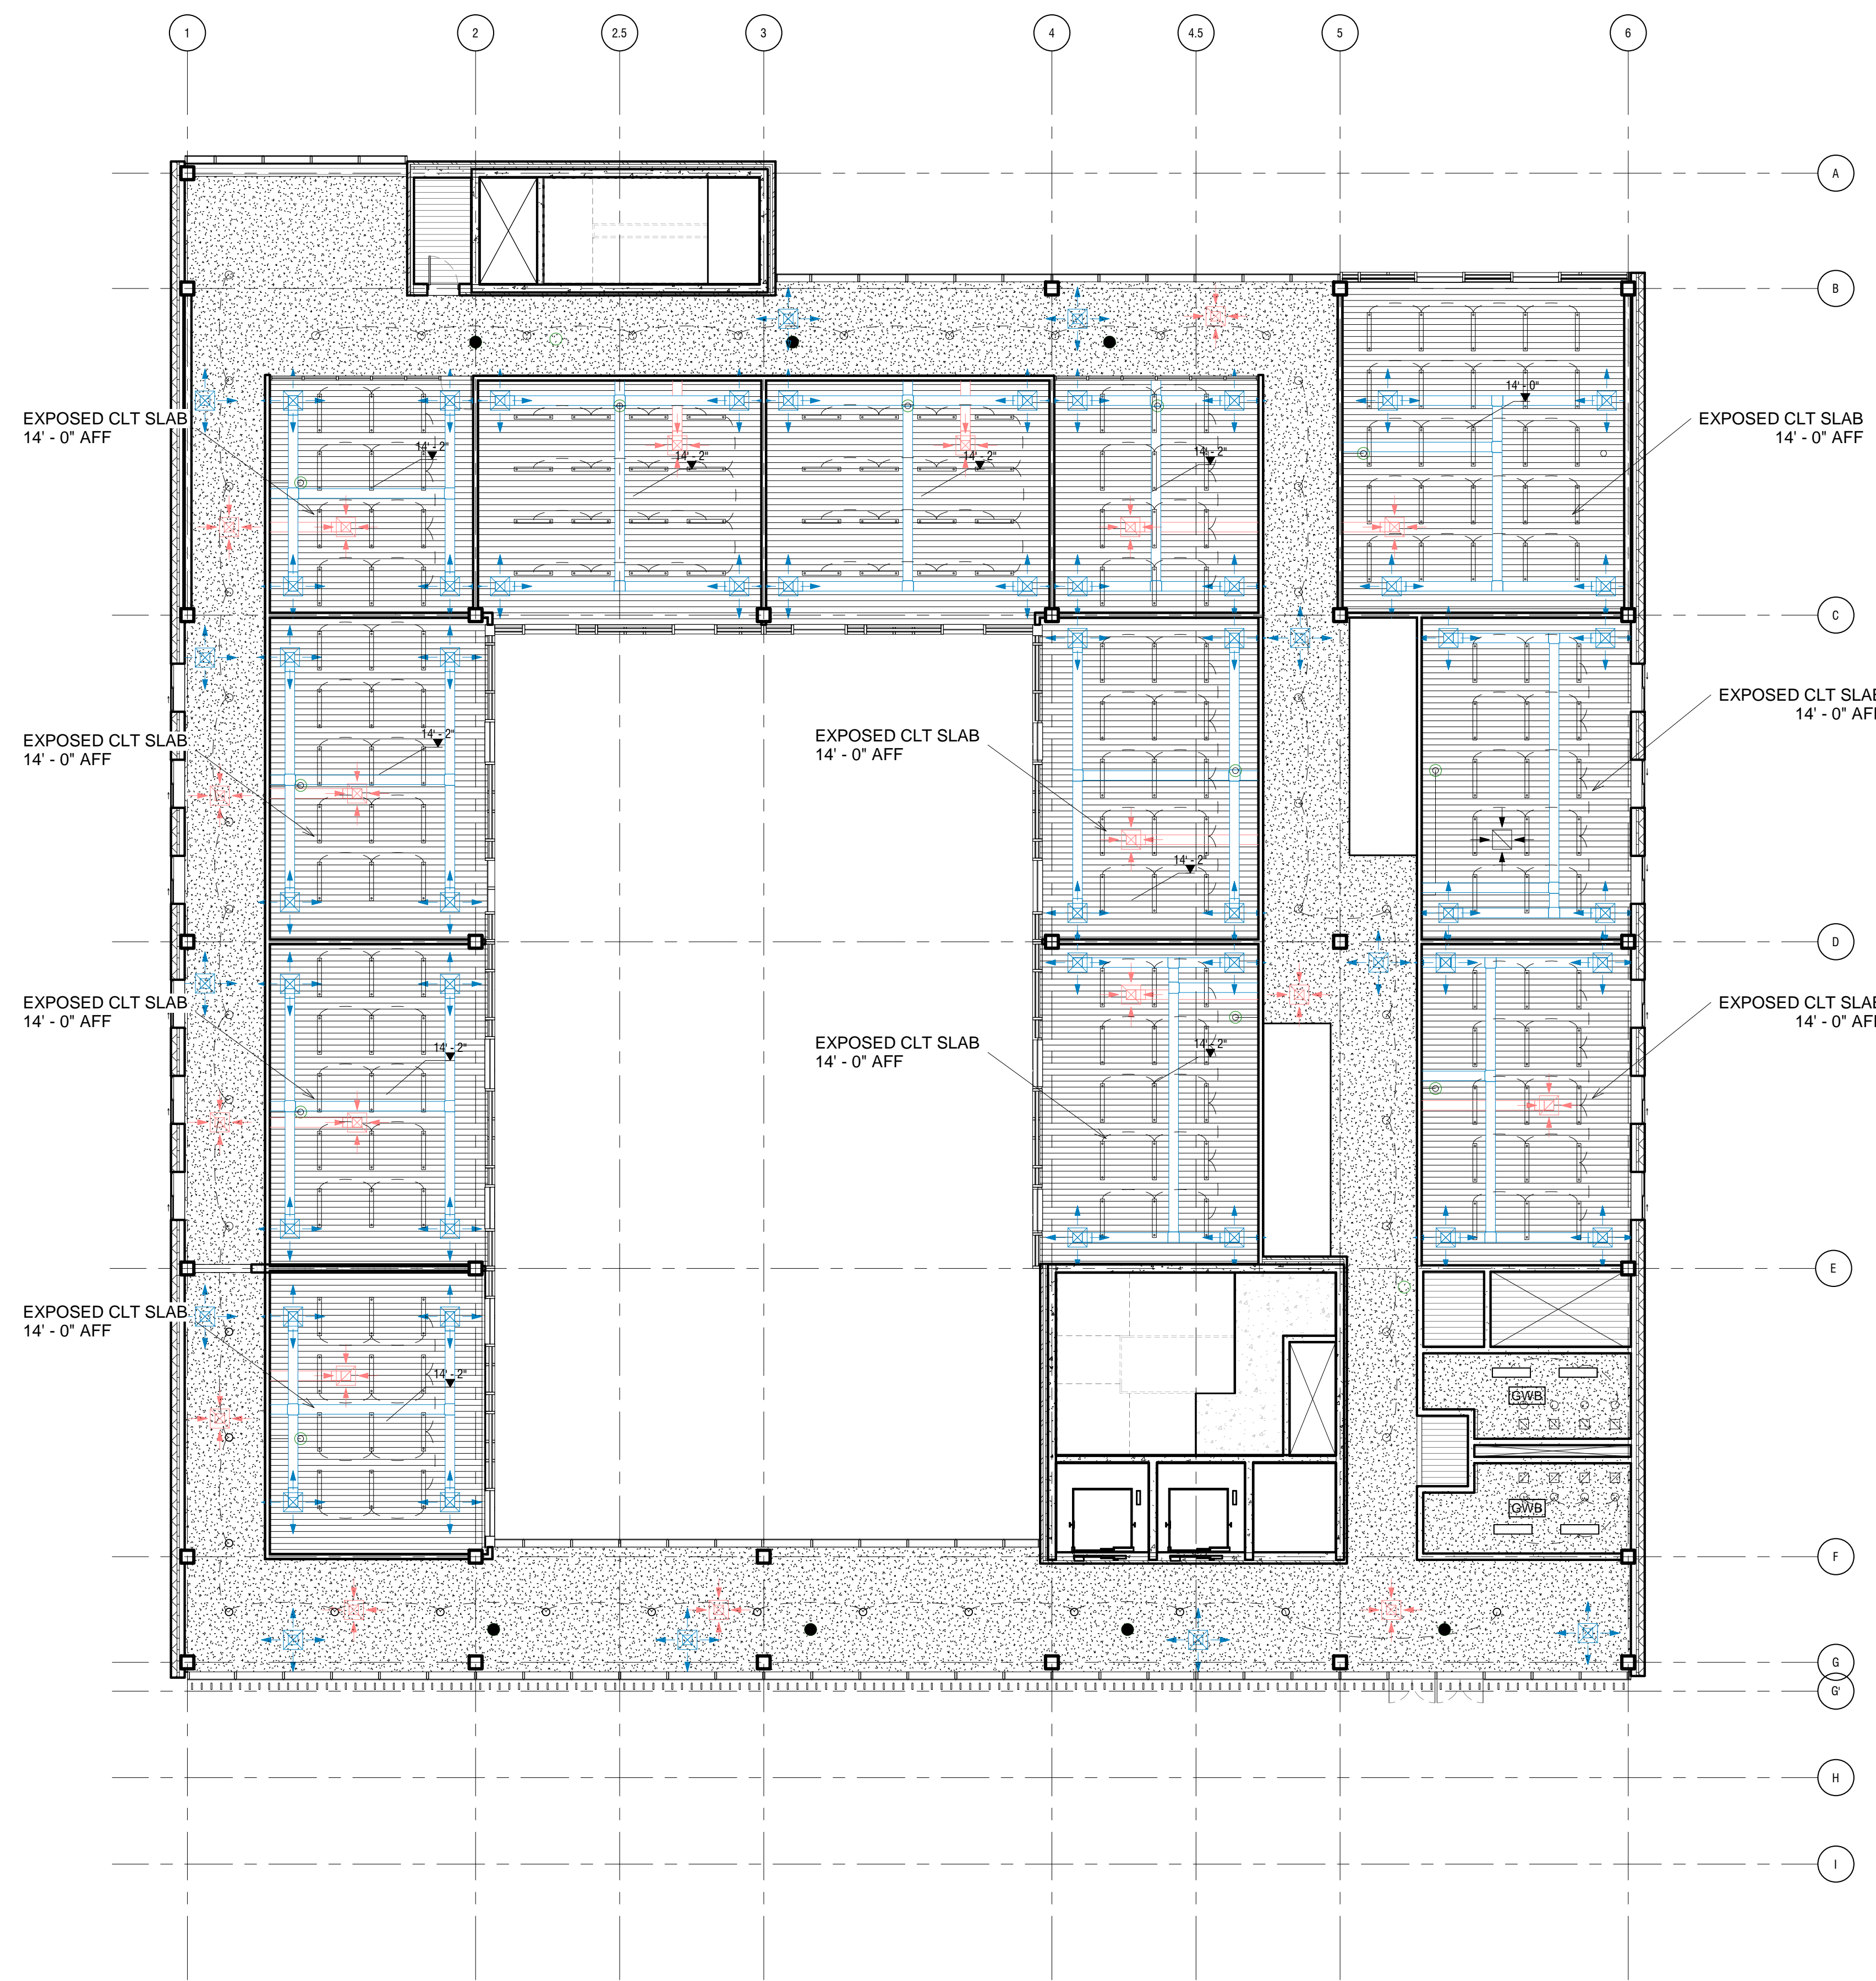 1
2
2.5
3
4
4.5
5
6
A
B
14' - 0"
EXPOSED CLT SLAB
14' - 0" AFF
EXPOSED CLT SLAB
14' - 0" AFF
14' - 2"
14' - 2"
14' - 2"
14' - 2"
C
EXPOSED CLT SLAB
14' - 0" AFF
EXPOSED CLT SLAB
14' - 0" AFF
EXPOSED CLT SLAB
14' - 0" AFF
14' - 2"
14' - 2"
D
EXPOSED CLT SLAB
14' - 0" AFF
EXPOSED CLT SLAB
14' - 0" AFF
EXPOSED CLT SLAB
14' - 0" AFF
14' - 2"
14' - 2"
E
EXPOSED CLT SLAB
14' - 0" AFF
14' - 2"
GWB
GWB
F
G
G'
H
I